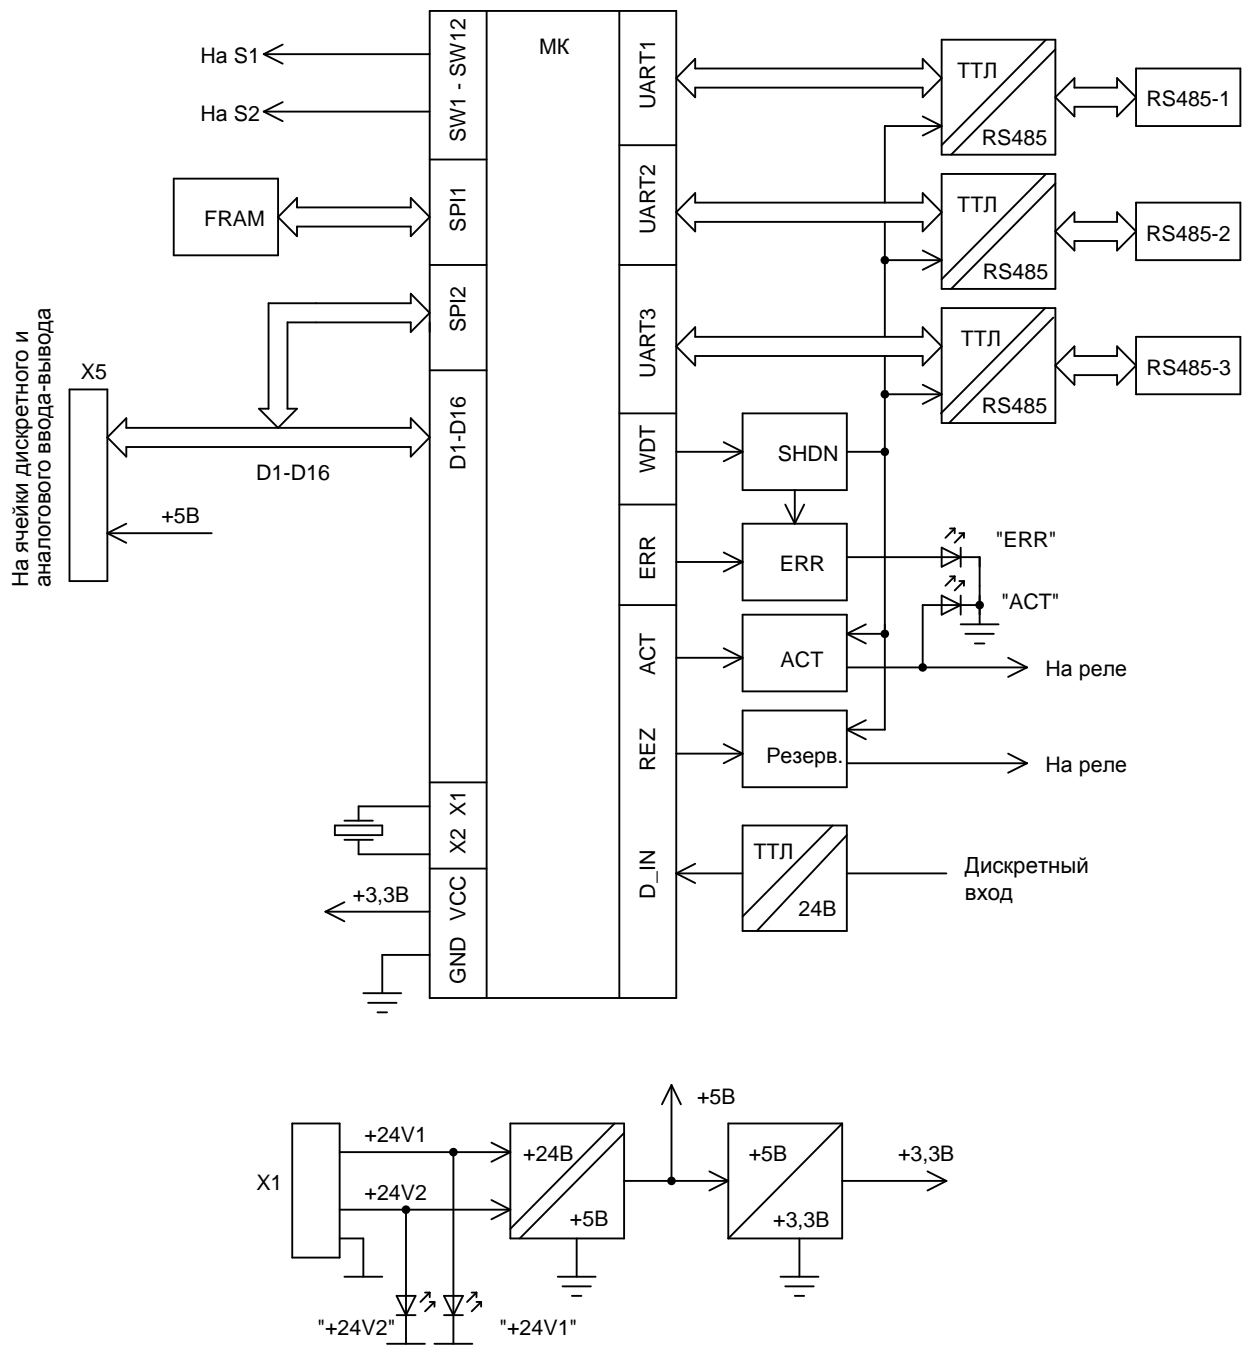 МК
На S1
На S2
SW1 - SW12
FRAM
SPI1
SPI2
На ячейки дискретного и
аналогового ввода-вывода
X5
D1-D16
D1-D16
+5В
X1
X2
+3,3В
VCC
GND
UART1
UART2
UART3
WDT
ERR
ACT
REZ
D_IN
ТТЛ
RS485
RS485-1
ТТЛ
RS485
RS485-2
ТТЛ
RS485
RS485-3
SHDN
ERR
"ERR"
"ACT"
ACT
На реле
Резерв.
На реле
ТТЛ
24В
Дискретный
вход
X1
+24V1
+24V2
+24В
+5В
+5В
+5В
+3,3В
+3,3В
"+24V2"
"+24V1"